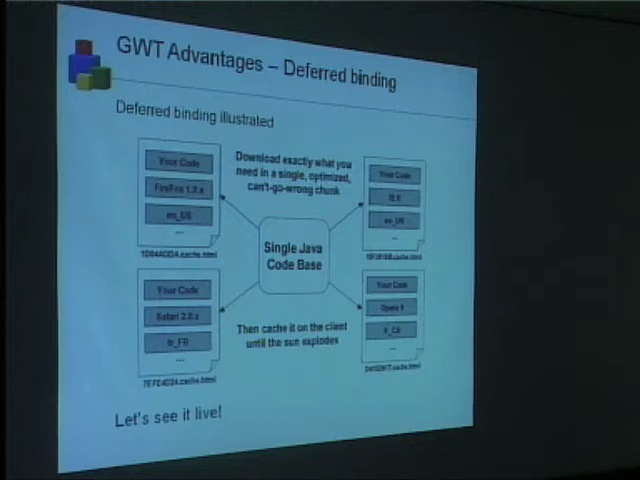 GWT Advantages – Deferred binding
Deferred binding illustrated
Download exactly what you
need in a single, optimized,
can't-go-wrong chunk
Your Code
FireFox 1.0.x
en_US
....
Your Code
IE 6
en_UK
...
Single Java
Code Base
Your Code
Safari 2.0.x
fr_FR
....
Your Code
Opera 9
...
Then cache it on the client
until the sun explodes
Let's see it live!